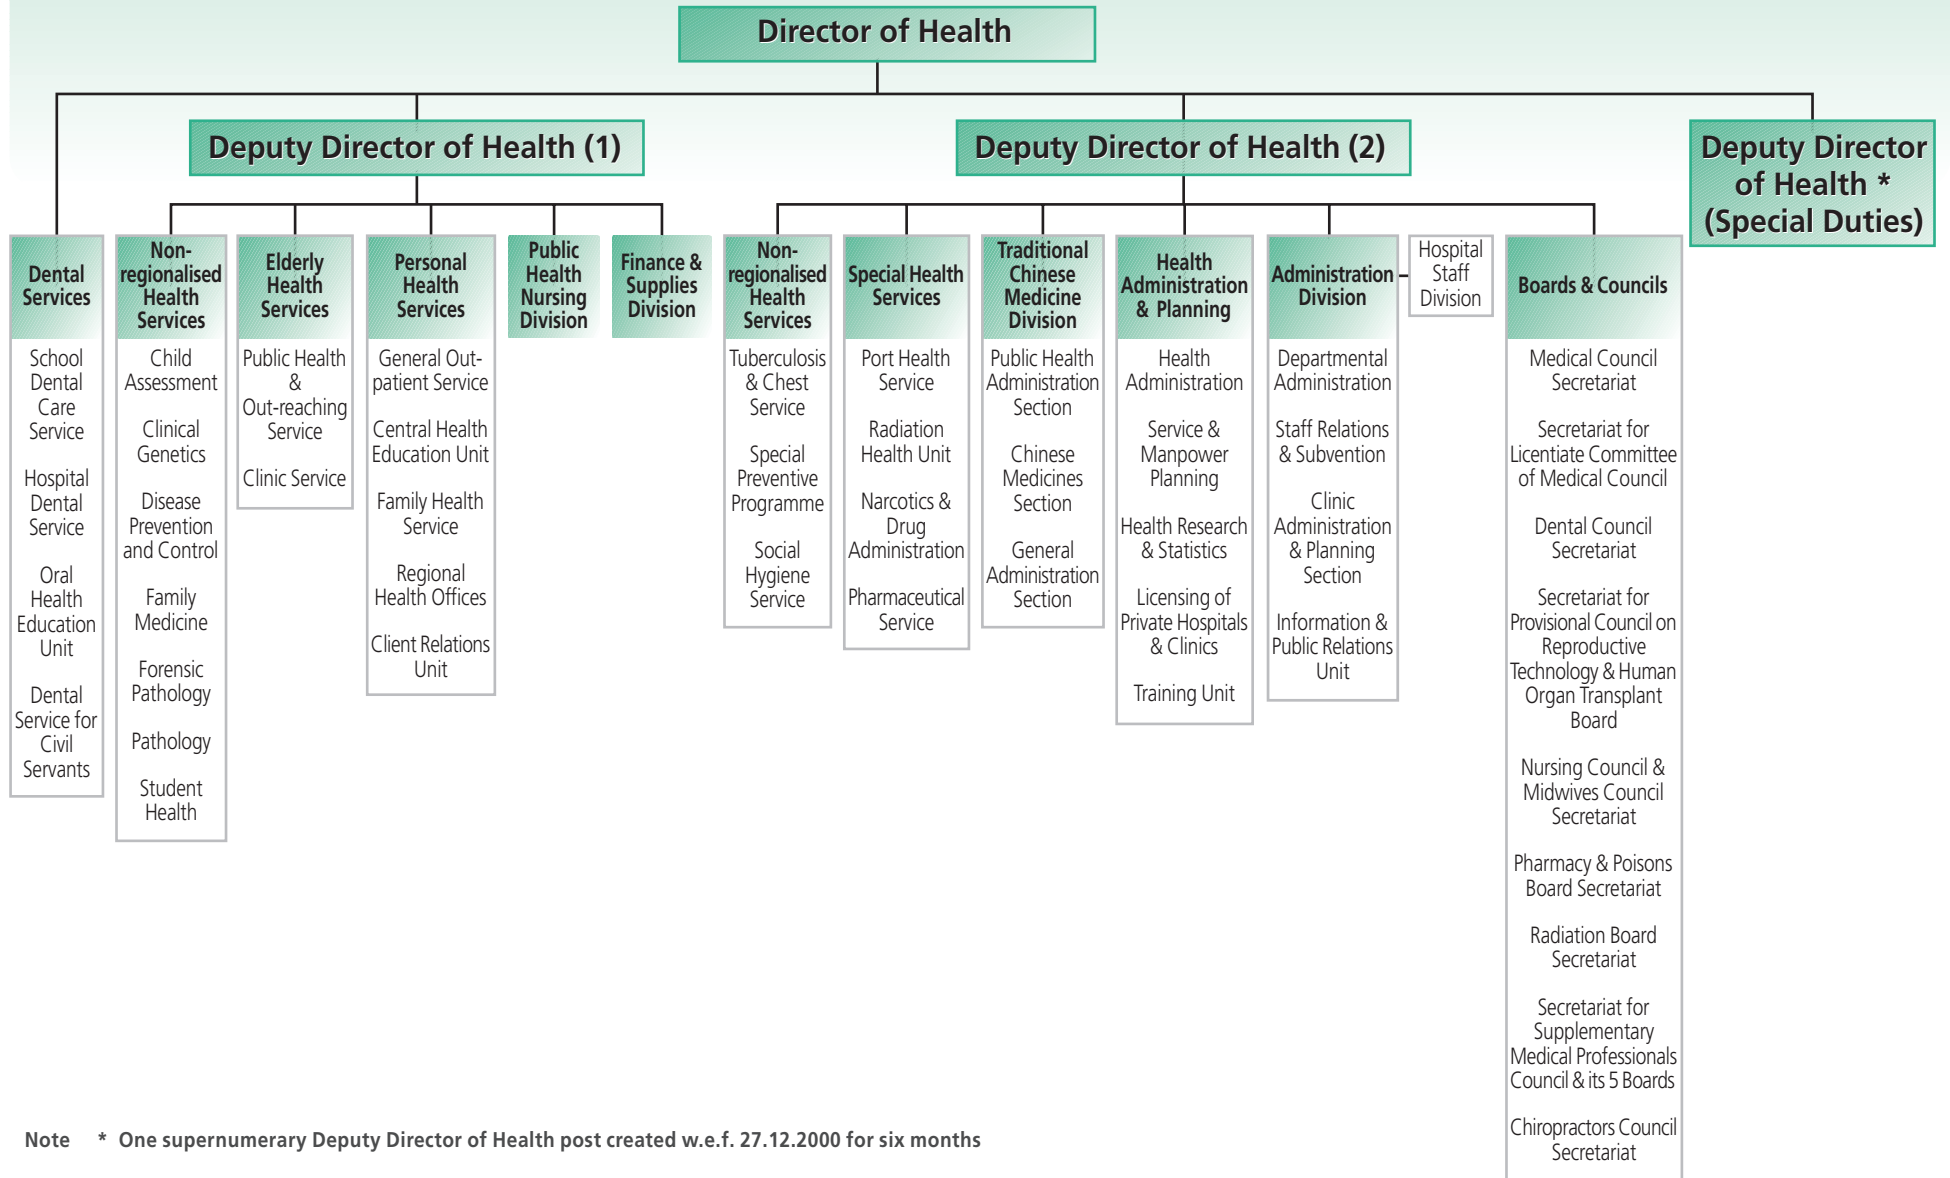 Director of Health
Deputy Director of Health (1)
Deputy Director of Health (2)
Deputy Director
of Health *
(Special Duties)
Dental
Services
School
Dental
Care
Service
Hospital
Dental
Service
Oral
Health
Education
Unit
Dental
Service for
Civil
Servants
Non-
regionalised
Health
Services
Child
Assessment
Clinical
Genetics
Disease
Prevention
and Control
Family
Medicine
Forensic
Pathology
Pathology
Student
Health
Elderly
Health
Services
Public Health
&
Out-reaching
Service
Clinic Service
Personal
Health
Services
General Out-
patient Service
Central Health
Education Unit
Family Health
Service
Regional
Health Offices
Client Relations
Unit
Public
Health
Nursing
Division
Finance &
Supplies
Division
Non-
regionalised
Health
Services
Tuberculosis
& Chest
Service
Special
Preventive
Programme
Social
Hygiene
Service
Special Health
Services
Port Health
Service
Radiation
Health Unit
Narcotics &
Drug
Administration
Pharmaceutical
Service
Traditional
Chinese
Medicine
Division
Public Health
Administration
Section
Chinese
Medicines
Section
General
Administration
Section
Health
Administration
& Planning
Health
Administration
Service &
Manpower
Planning
Health Research
& Statistics
Licensing of
Private Hospitals
& Clinics
Training Unit
Administration
Division
Departmental
Administration
Staff Relations
& Subvention
Clinic
Administration
& Planning
Section
Information &
Public Relations
Unit
Hospital
Staff
Division
Boards & Councils
Medical Council
Secretariat
Secretariat for
Licentiate Committee
of Medical Council
Dental Council
Secretariat
Secretariat for
Provisional Council on
Reproductive
Technology & Human
Organ Transplant
Board
Nursing Council &
Midwives Council
Secretariat
Pharmacy & Poisons
Board Secretariat
Radiation Board
Secretariat
Secretariat for
Supplementary
Medical Professionals
Council & its 5 Boards
Chiropractors Council
Secretariat
Note * One supernumerary Deputy Director of Health post created w.e.f. 27.12.2000 for six months